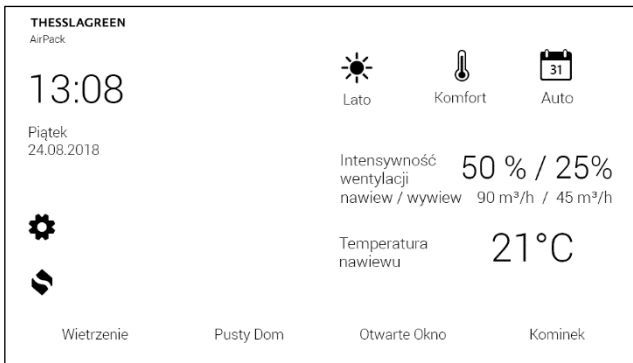 THESSLAGREEN
AirPack
13:08
Piątek
24.08.2018
31
Lato
Komfort
Auto
Intensywność
wentylacji
nawiew / wywiew
50 % / 25%
90 m³/h / 45 m³/h
Temperatura
nawiewu
21°C
Wietrzenie
Pusty Dom
Otwarte Okno
Kominek